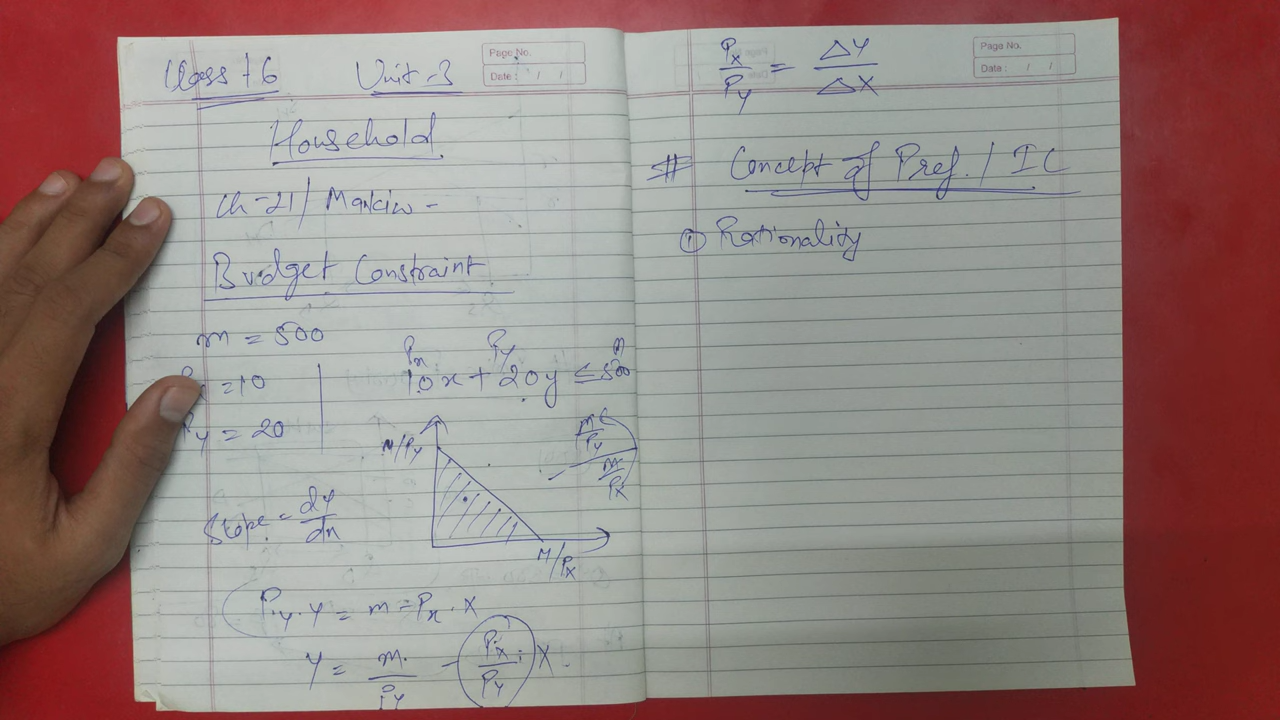 Class 16 Unit-3
Page No.
Date: / /
Household
Ch-21/ Mankiw -
Budget Constraint
m = 500
Px = 10
Py = 20
Px Py m
10x + 20y ≤ 500
M/Py
M/Px
m/Py
m/Px
Slope = dy/dx
Py.Y = m - Px.X
Y = m/Py - Px/Py . X
Page No.
Date: / /
Px/Py = ΔY/ΔX
# Concept of Pref. / IC
① Rationality